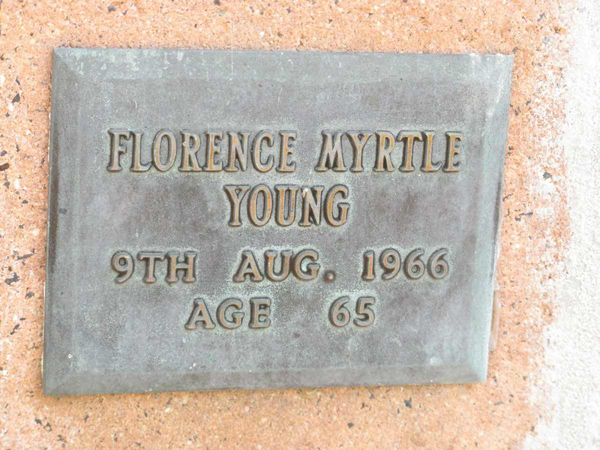 FLORENCE MYRTLE
YOUNG
9TH AUG. 1966
AGE 65